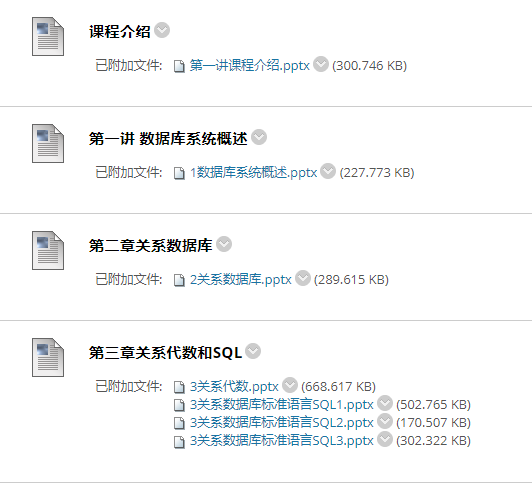 课程介绍
已附加文件: 第一讲课程介绍.pptx (300.746 KB)
第一讲 数据库系统概述
已附加文件: 1数据库系统概述.pptx (227.773 KB)
第二章关系数据库
已附加文件: 2关系数据库.pptx (289.615 KB)
第三章关系代数和SQL
已附加文件: 3关系代数.pptx (668.617 KB)
3关系数据库标准语言SQL1.pptx (502.765 KB)
3关系数据库标准语言SQL2.pptx (170.507 KB)
3关系数据库标准语言SQL3.pptx (302.322 KB)